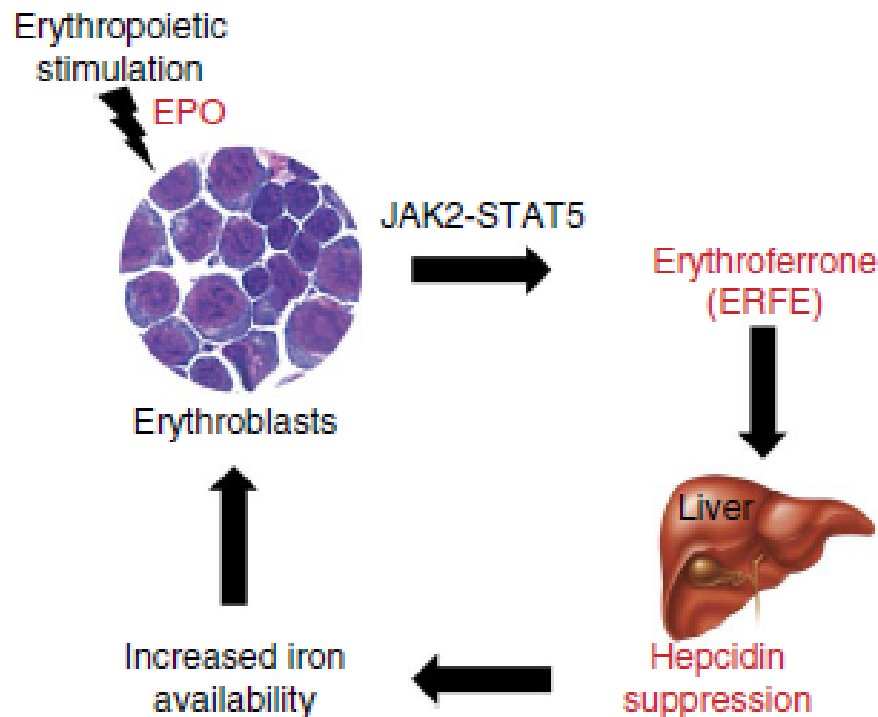 Erythropoietic
stimulation
EPO
JAK2-STAT5
Erythroferrone
(ERFE)
Erythroblasts
Liver
Increased iron
availability
Hepcidin
suppression